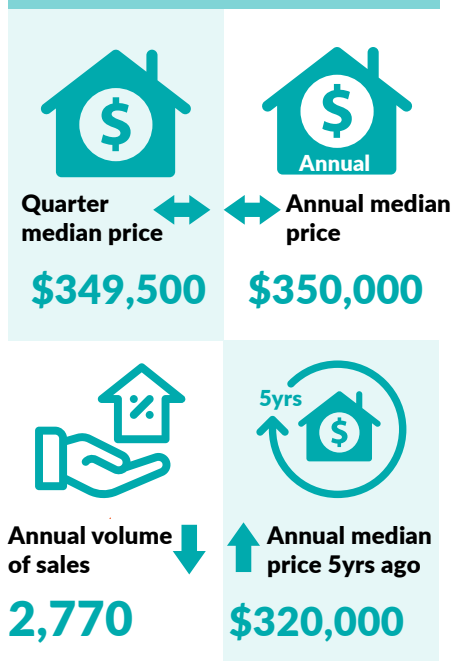 $
$
Annual
Quarter
median price
$349,500
Annual median
price
$350,000
%
5yrs
$
Annual volume
of sales
2,770
Annual median
price 5yrs ago
$320,000